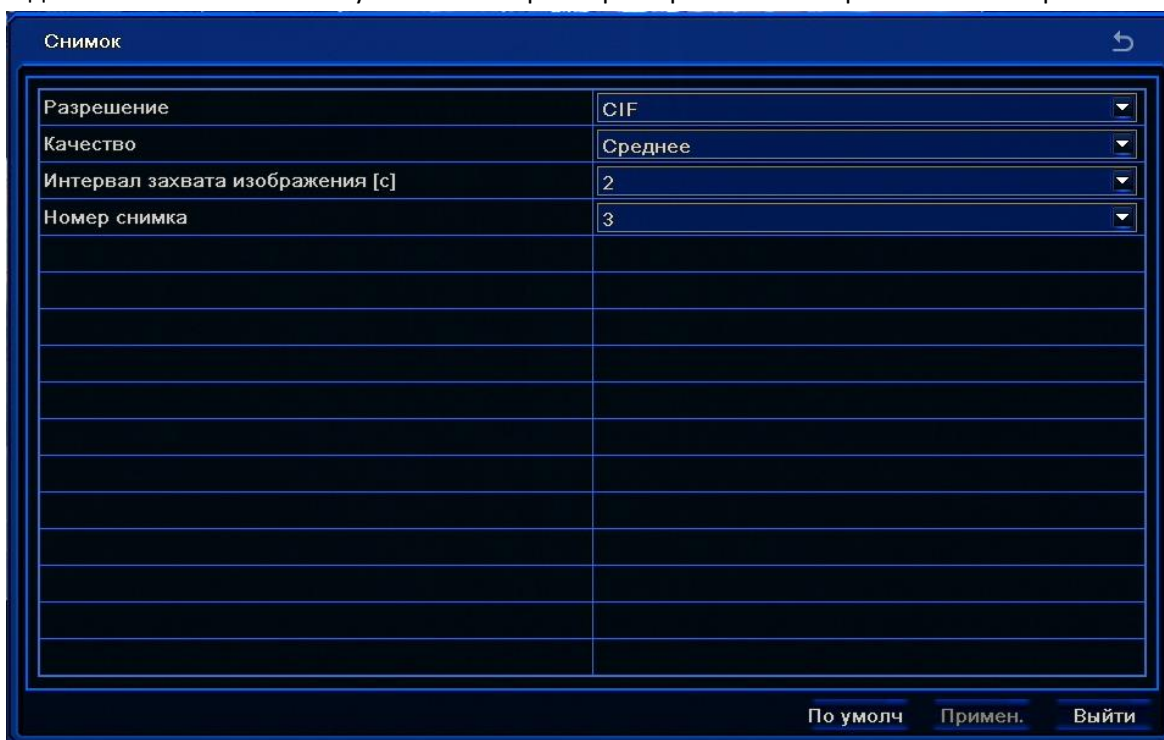 Снимок
Разрешение CIF
Качество Среднее
Интервал захвата изображения [с] 2
Номер снимка 3
По умолч Примен. Выйти